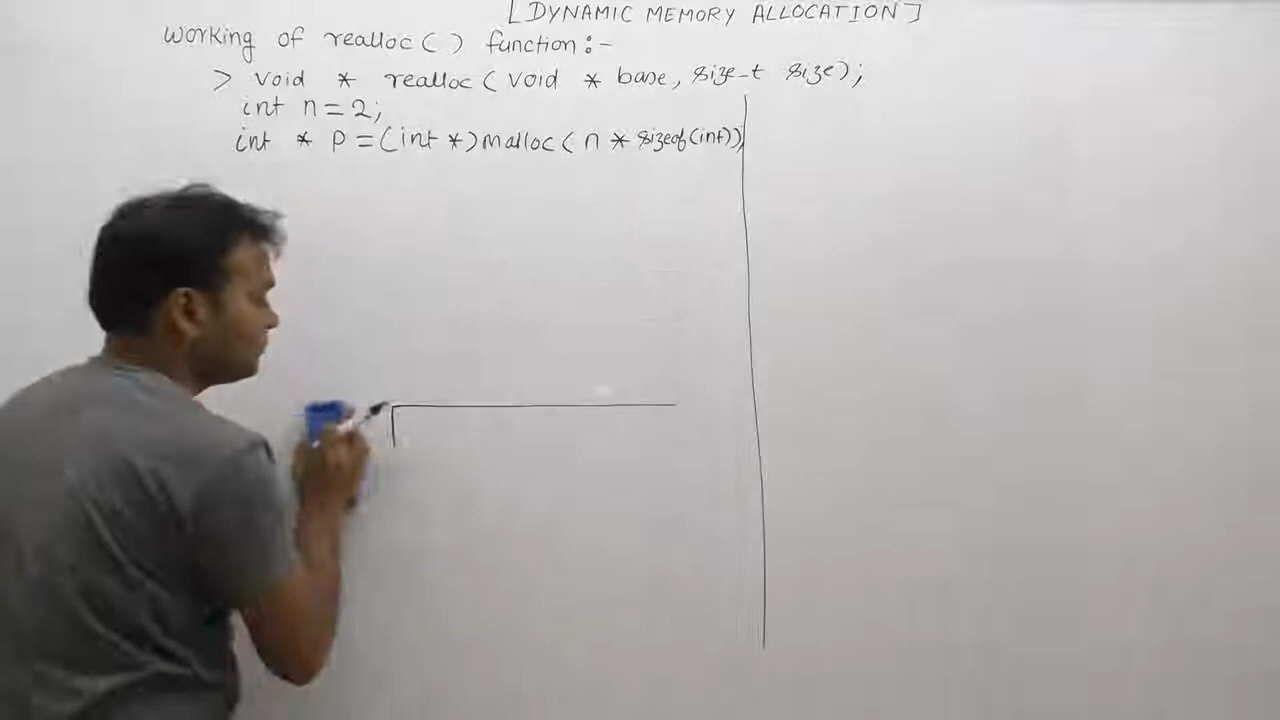 [DYNAMIC MEMORY ALLOCATION]
working of realloc() function:-
> void * realloc(void * base, size_t size);
int n=2;
int * p=(int *)malloc(n * sizeof(int))